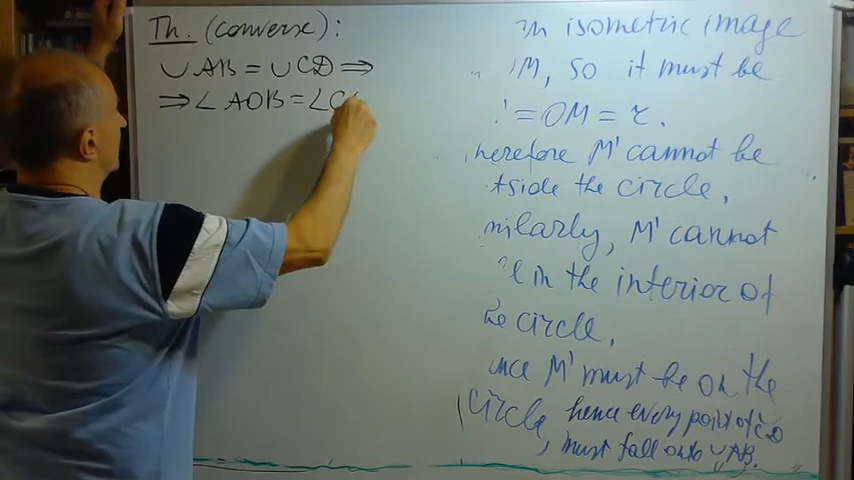 Th. (converse):
∪AB = ∪CD ⇒
⇒ ∠AOB = ∠C
isometric image
M, so it must be
' = OM = r.
herefore M' cannot be
tside the circle,
milarly, M' cannot
in the interior of
he circle,
nce M' must be on the
circle, hence every point of ∪CD
must fall onto ∪AB.